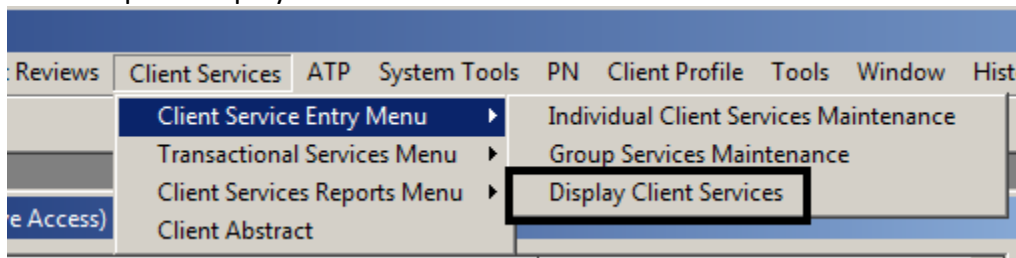 Reviews Client Services ATP System Tools PN Client Profile Tools Window Hist
Client Service Entry Menu Individual Client Services Maintenance
Transactional Services Menu Group Services Maintenance
Client Services Reports Menu Display Client Services
e Access) Client Abstract